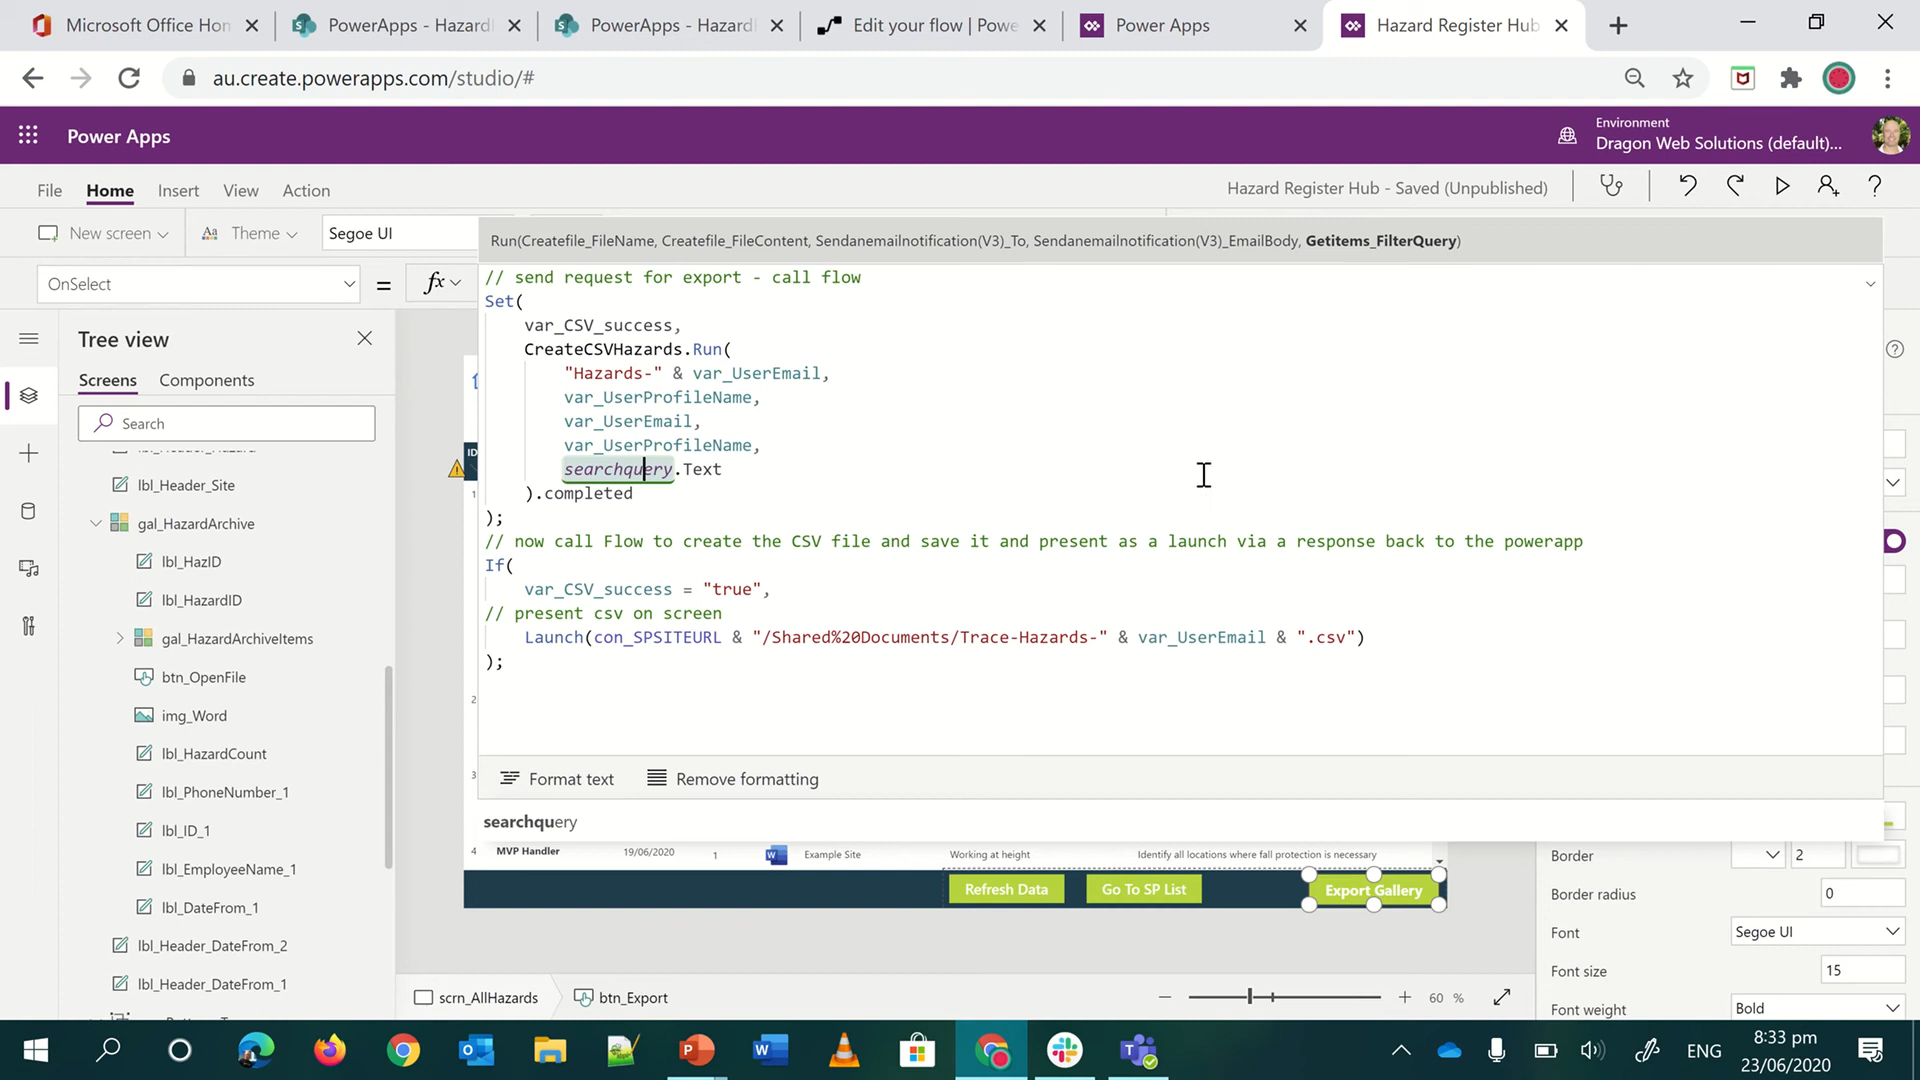 Microsoft Office Hon
PowerApps - Hazardl
PowerApps - Hazardl
Edit your flow | Powe
Power Apps
Hazard Register Hub
au.create.powerapps.com/studio/#
Power Apps
Environment
Dragon Web Solutions (default)...
File
Home
Insert
View
Action
Hazard Register Hub - Saved (Unpublished)
New screen
Theme
Segoe UI
Run(Createfile_FileName, Createfile_FileContent, Sendanemailnotification(V3)_To, Sendanemailnotification(V3)_EmailBody, Getitems_FilterQuery)
OnSelect
=
fx
// send request for export - call flow
Set(
var_CSV_success,
CreateCSVHazards.Run(
"Hazards-" & var_UserEmail,
var_UserProfileName,
var_UserEmail,
var_UserProfileName,
searchquery.Text
).completed
);
// now call Flow to create the CSV file and save it and present as a launch via a response back to the powerapp
If(
var_CSV_success = "true",
// present csv on screen
Launch(con_SPSITEURL & "/Shared%20Documents/Trace-Hazards-" & var_UserEmail & ".csv")
);
Format text
Remove formatting
searchquery
Tree view
Screens
Components
Search
lbl_Header_Site
gal_HazardArchive
lbl_HazID
lbl_HazardID
gal_HazardArchiveItems
btn_OpenFile
img_Word
lbl_HazardCount
lbl_PhoneNumber_1
lbl_ID_1
lbl_EmployeeName_1
lbl_DateFrom_1
lbl_Header_DateFrom_2
lbl_Header_DateFrom_1
ID
1
2
3
4 MVP Handler 19/06/2020 1 Example Site Working at height Identify all locations where fall protection is necessary
Refresh Data
Go To SP List
Export Gallery
Border
2
Border radius
0
Font
Segoe UI
Font size
15
Font weight
Bold
scrn_AllHazards
btn_Export
60 %
ENG
8:33 pm
23/06/2020